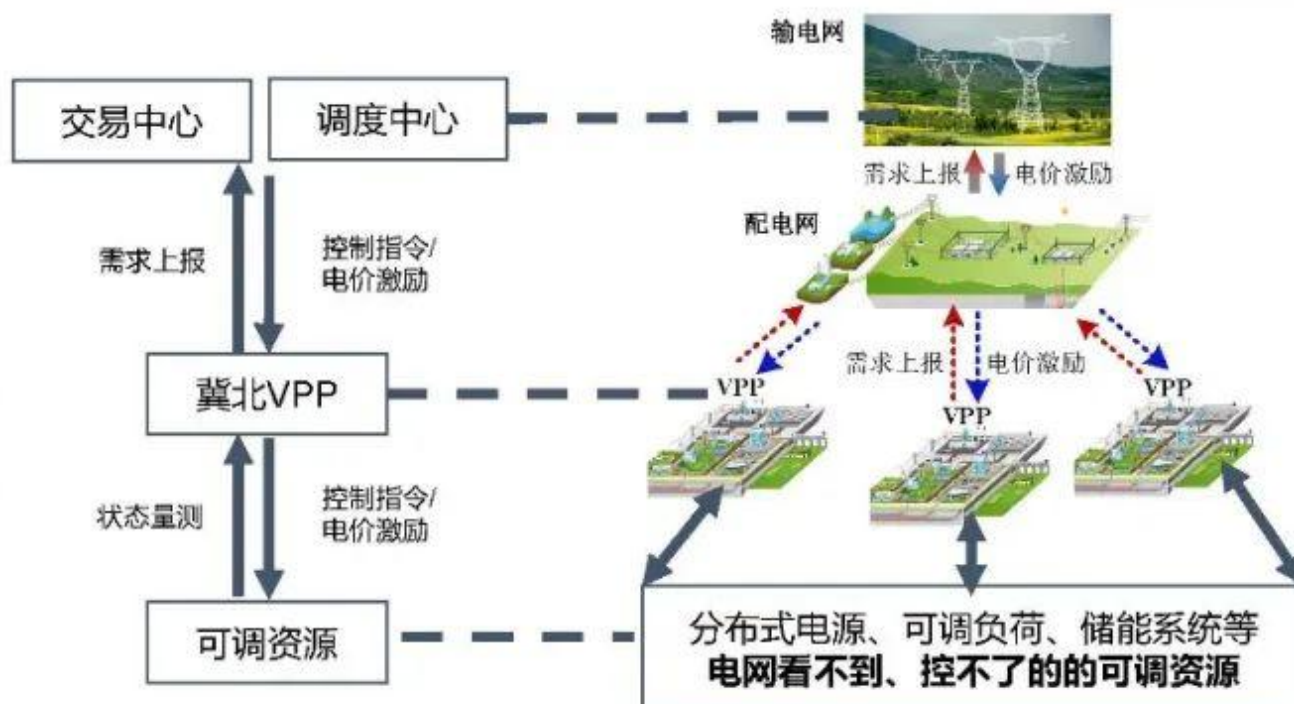 输电网
交易中心
调度中心
需求上报
电价激励
配电网
需求上报
控制指令/
电价激励
需求上报
电价激励
冀北VPP
VPP
VPP
VPP
状态量测
控制指令/
电价激励
可调资源
分布式电源、可调负荷、储能系统等
电网看不到、控不了的的可调资源